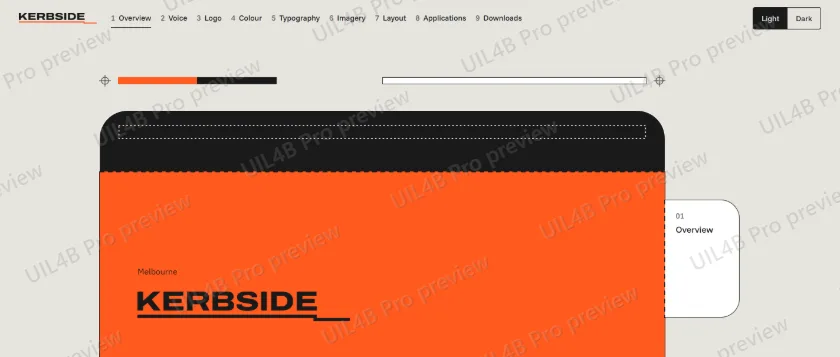 KERBSIDE 1 Overview 2 Voice 3 Logo 4 Colour 5 Typography 6 Imagery 7 Layout 8 Applications 9 Downloads Light Dark
01
Overview
Melbourne
KERBSIDE
UIL4B Pro preview